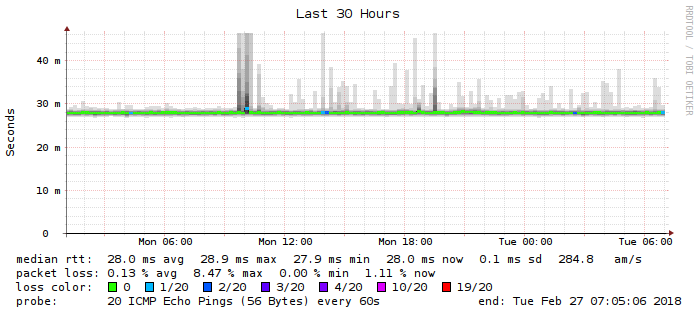 Last 30 Hours
RRDTOOL / TOBI OETIKER
Seconds
40 m
30 m
20 m
10 m
0
Mon 06:00 Mon 12:00 Mon 18:00 Tue 00:00 Tue 06:00
median rtt: 28.0 ms avg 28.9 ms max 27.9 ms min 28.0 ms now 0.1 ms sd 284.8 am/s
packet loss: 0.13 % avg 8.47 % max 0.00 % min 1.11 % now
loss color: 0 1/20 2/20 3/20 4/20 10/20 19/20
probe: 20 ICMP Echo Pings (56 Bytes) every 60s end: Tue Feb 27 07:05:06 2018